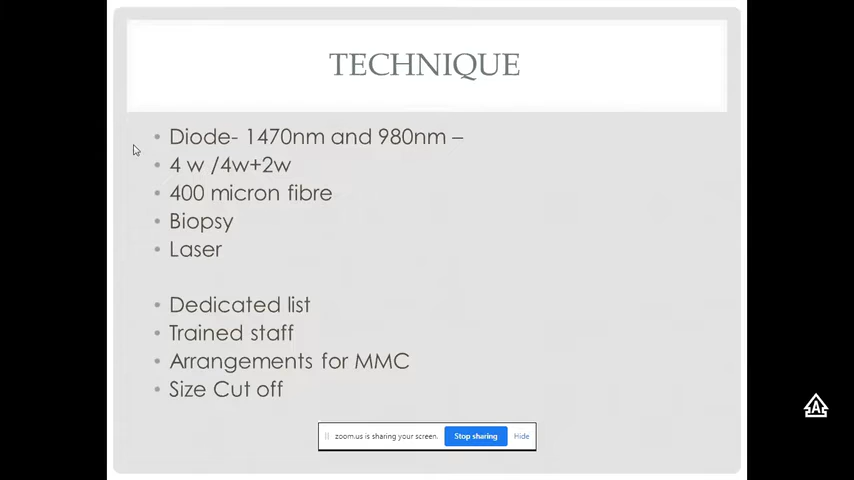 TECHNIQUE
Diode- 1470nm and 980nm –
4 w /4w+2w
400 micron fibre
Biopsy
Laser
Dedicated list
Trained staff
Arrangements for MMC
Size Cut off
zoom.us is sharing your screen. Stop sharing Hide
A